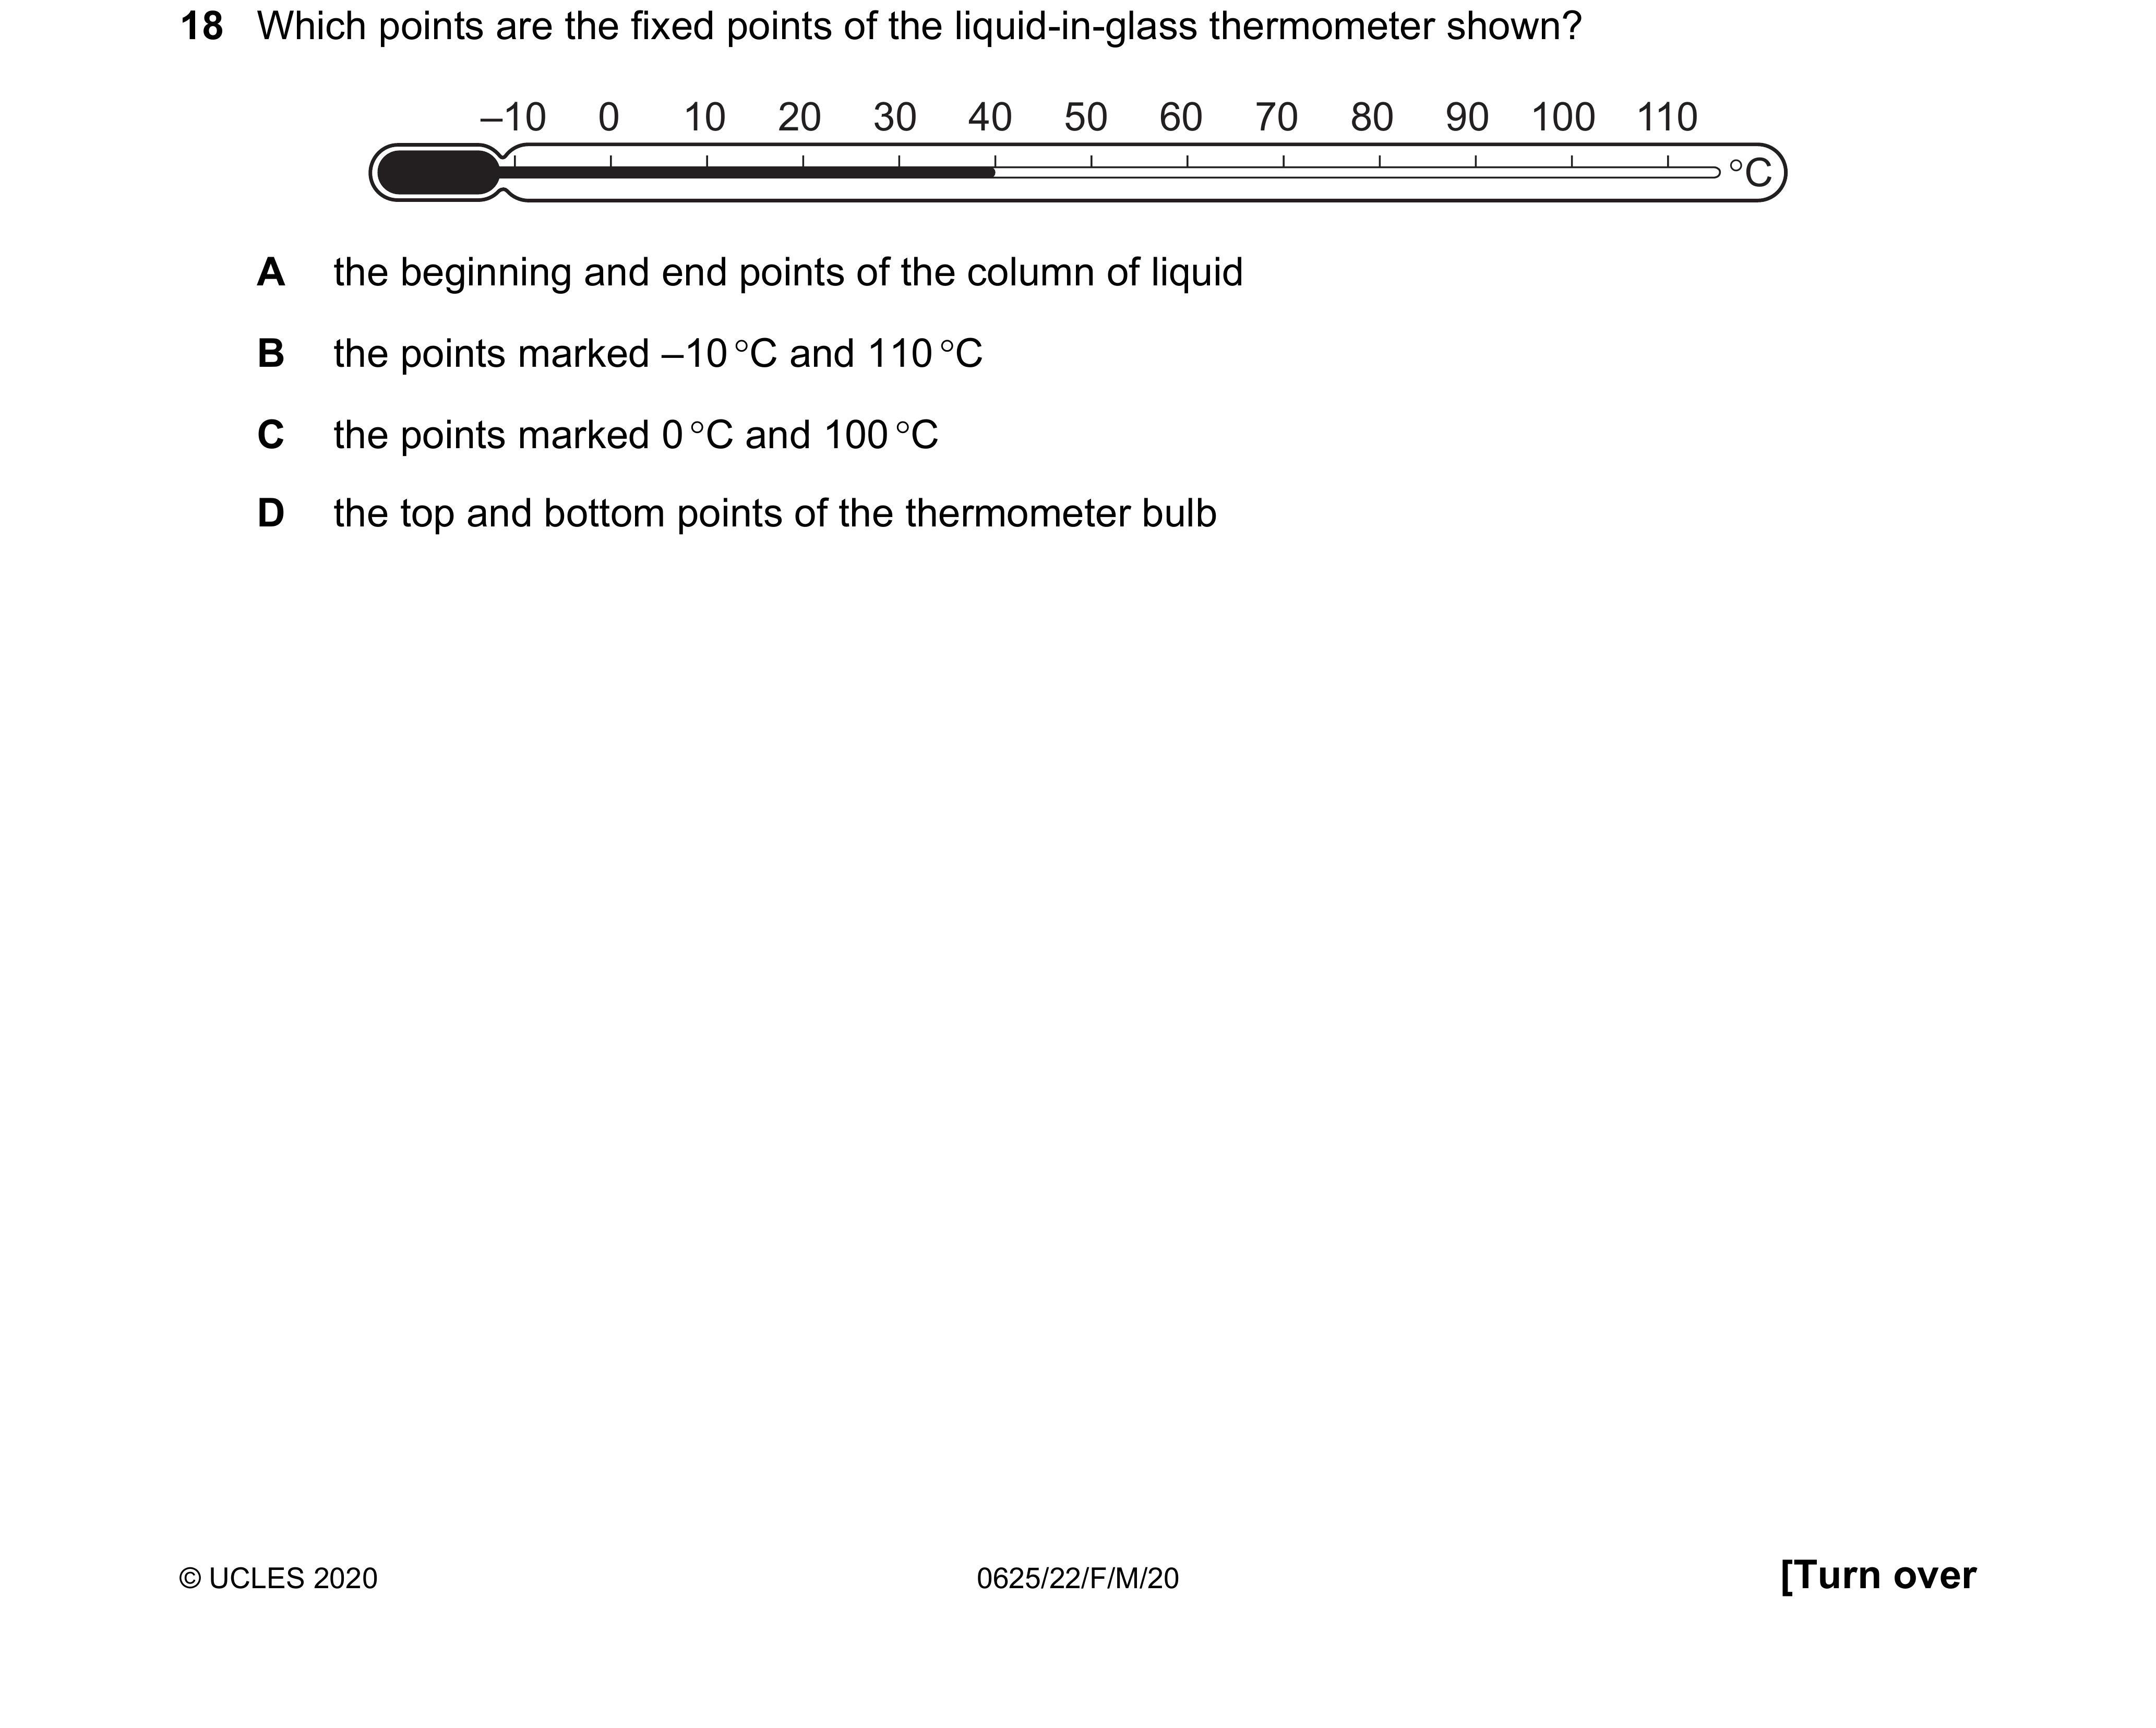 18 Which points are the fixed points of the liquid-in-glass thermometer shown?
–10 0 10 20 30 40 50 60 70 80 90 100 110
°C
A the beginning and end points of the column of liquid
B the points marked –10 °C and 110 °C
C the points marked 0 °C and 100 °C
D the top and bottom points of the thermometer bulb
© UCLES 2020 0625/22/F/M/20 [Turn over